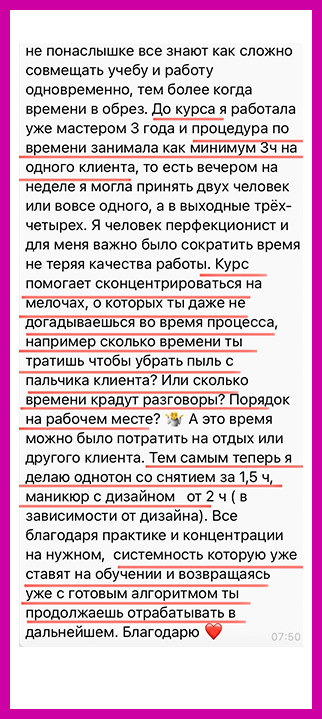 не понаслышке все знают как сложно
совмещать учебу и работу
одновременно, тем более когда
времени в обрез. До курса я работала
уже мастером 3 года и процедура по
времени занимала как минимум 3ч на
одного клиента, то есть вечером на
неделе я могла принять двух человек
или вовсе одного, а в выходные трёх-
четырех. Я человек перфекционист и
для меня важно было сократить время
не теряя качества работы. Курс
помогает сконцентрироваться на
мелочах, о которых ты даже не
догадываешься во время процесса,
например сколько времени ты
тратишь чтобы убрать пыль с
пальчика клиента? Или сколько
времени крадут разговоры? Порядок
на рабочем месте? 🤷‍♀️ А это время
можно было потратить на отдых или
другого клиента. Тем самым теперь я
делаю однотон со снятием за 1,5 ч,
маникюр с дизайном от 2 ч ( в
зависимости от дизайна). Все
благодаря практике и концентрации
на нужном, системность которую уже
ставят на обучении и возвращаясь
уже с готовым алгоритмом ты
продолжаешь отрабатывать в
дальнейшем. Благодарю ❤️
07:50